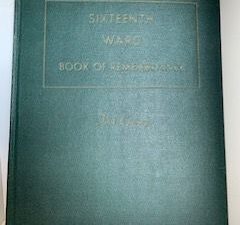 SIXTEENTH
WARD
BOOK OF REMEMBRANCE